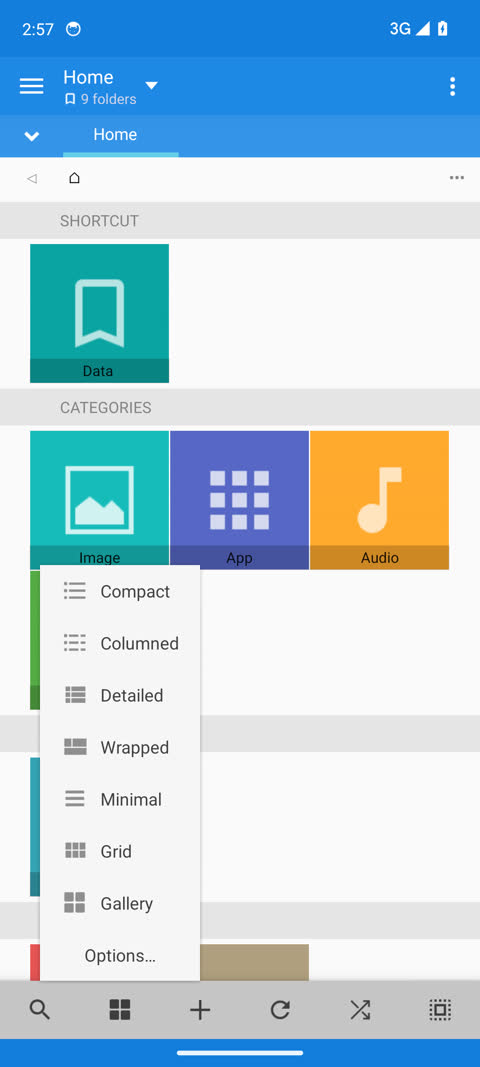 2:57
3G
Home
9 folders
Home
SHORTCUT
Data
CATEGORIES
Image
App
Audio
Compact
Columned
Detailed
Wrapped
Minimal
Grid
Gallery
Options...